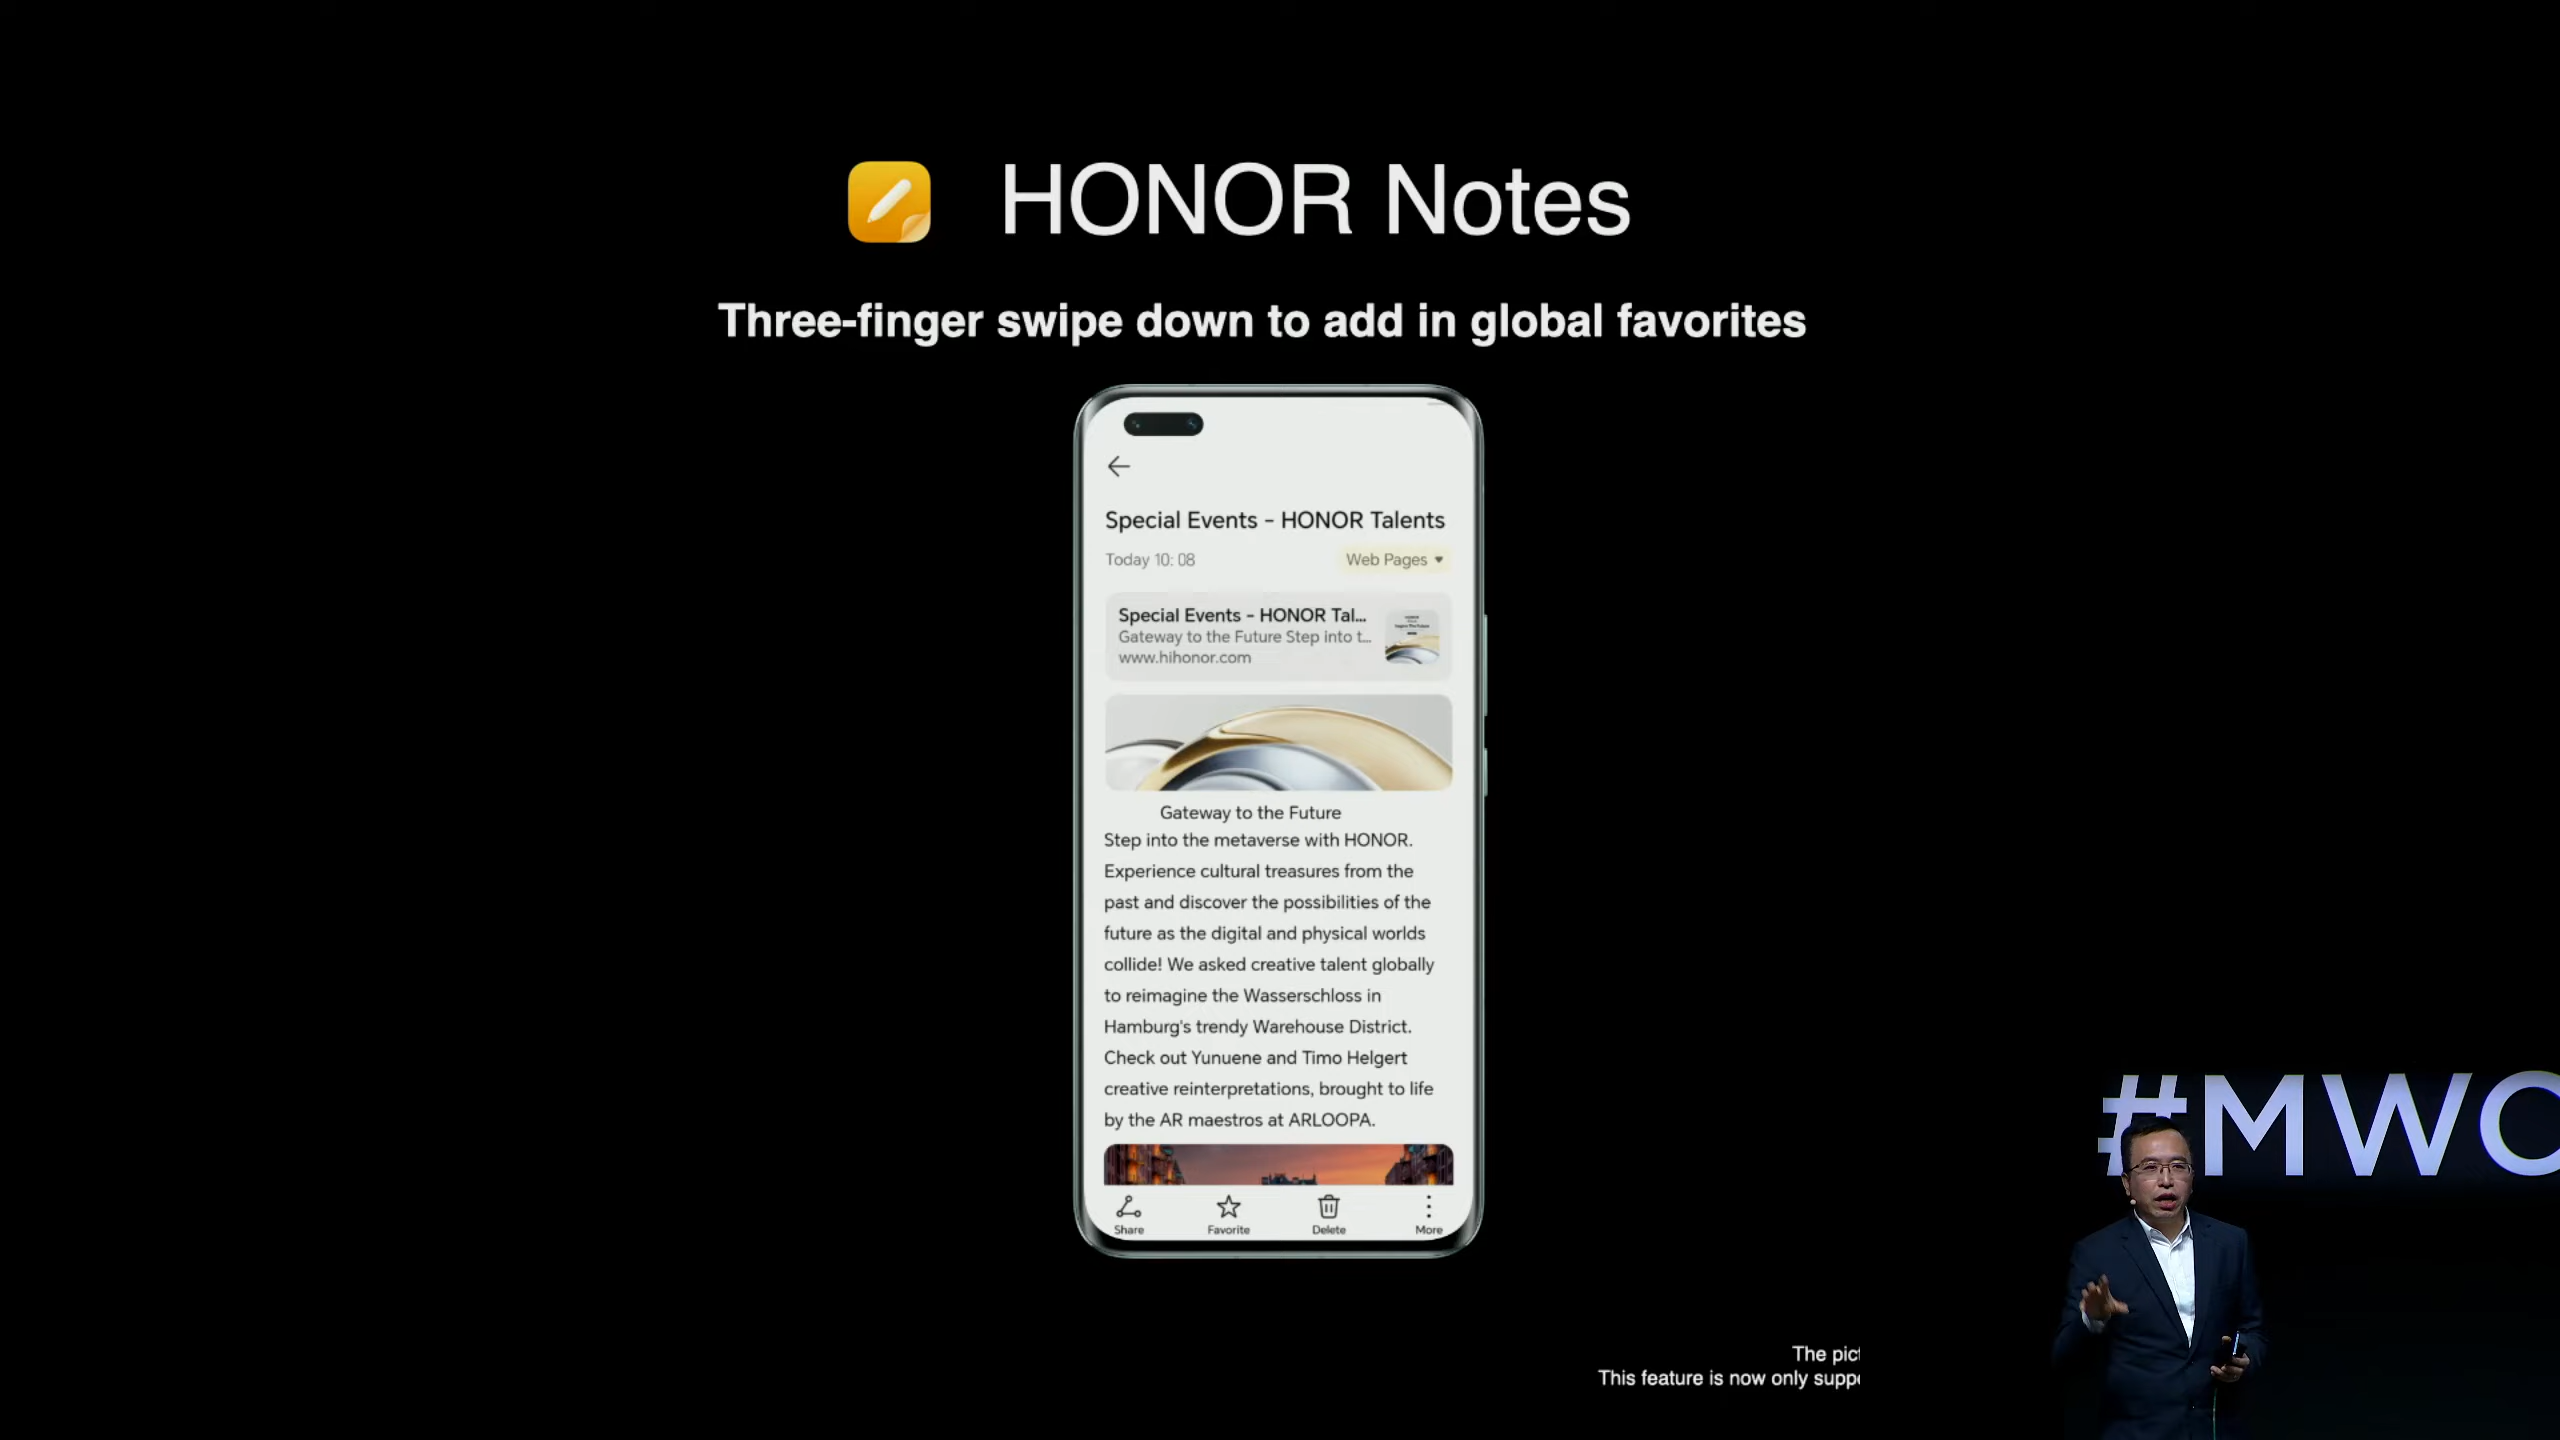 HONOR Notes
Three-finger swipe down to add in global favorites
Special Events - HONOR Talents
Today 10: 08
Web Pages
Special Events - HONOR Tal...
Gateway to the Future Step into t...
www.hihonor.com
Gateway to the Future
Step into the metaverse with HONOR.
Experience cultural treasures from the
past and discover the possibilities of the
future as the digital and physical worlds
collide! We asked creative talent globally
to reimagine the Wasserschloss in
Hamburg's trendy Warehouse District.
Check out Yunuene and Timo Helgert
creative reinterpretations, brought to life
by the AR maestros at ARLOOPA.
Share
Favorite
Delete
More
#MWC
The pict
This feature is now only suppo